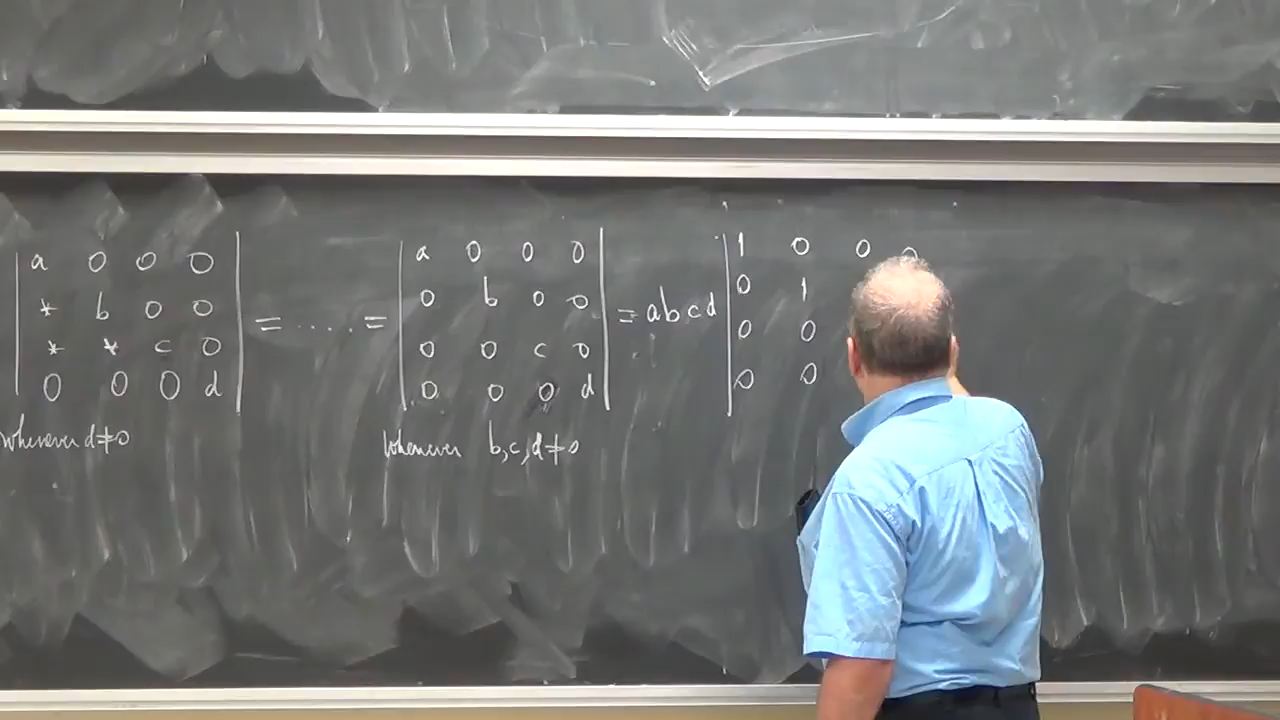 | a 0 0 0 | = ..... = | a 0 0 0 | = abcd | 1 0 0 0
| * b 0 0 | | 0 b 0 0 | | 0 1
| * * c 0 | | 0 0 c 0 | | 0 0
| 0 0 0 d | | 0 0 0 d | | 0 0
whenever d≠0 Whenever b,c,d≠0